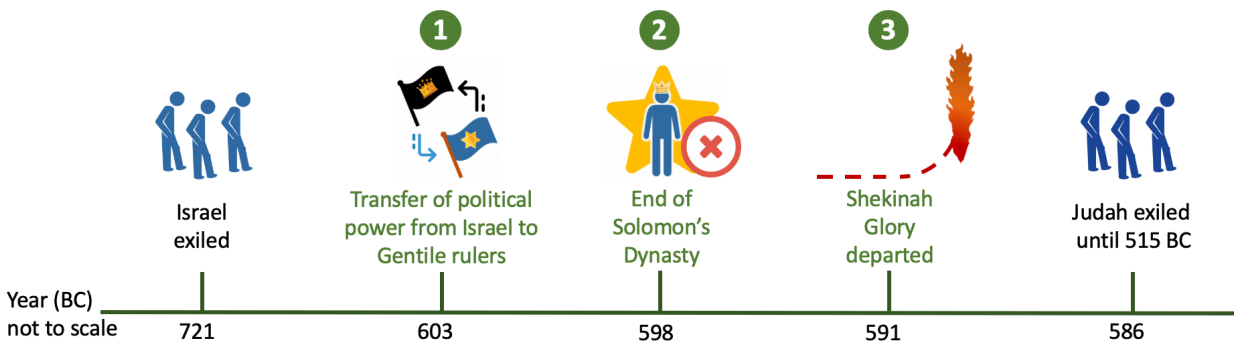 1
2
3
Israel
exiled
Transfer of political
power from Israel to
Gentile rulers
End of
Solomon's
Dynasty
Shekinah
Glory
departed
Judah exiled
until 515 BC
Year (BC)
not to scale
721
603
598
591
586